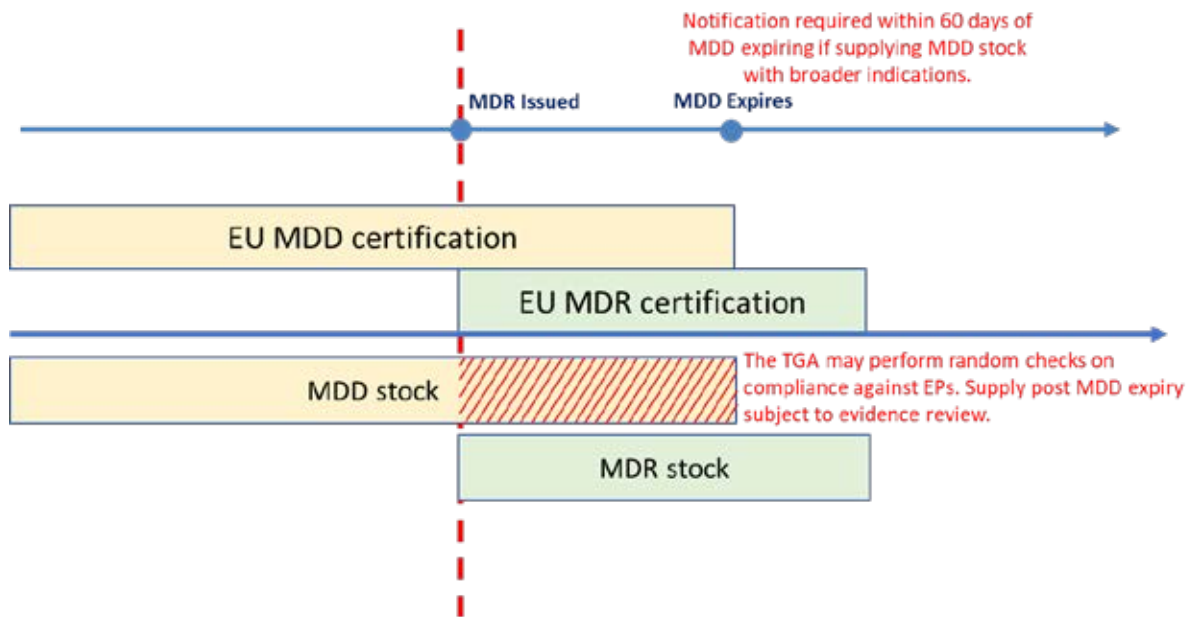 Notification required within 60 days of
MDD expiring if supplying MDD stock
with broader indications.
MDR Issued
MDD Expires
EU MDD certification
EU MDR certification
MDD stock
The TGA may perform random checks on
compliance against EPs. Supply post MDD expiry
subject to evidence review.
MDR stock